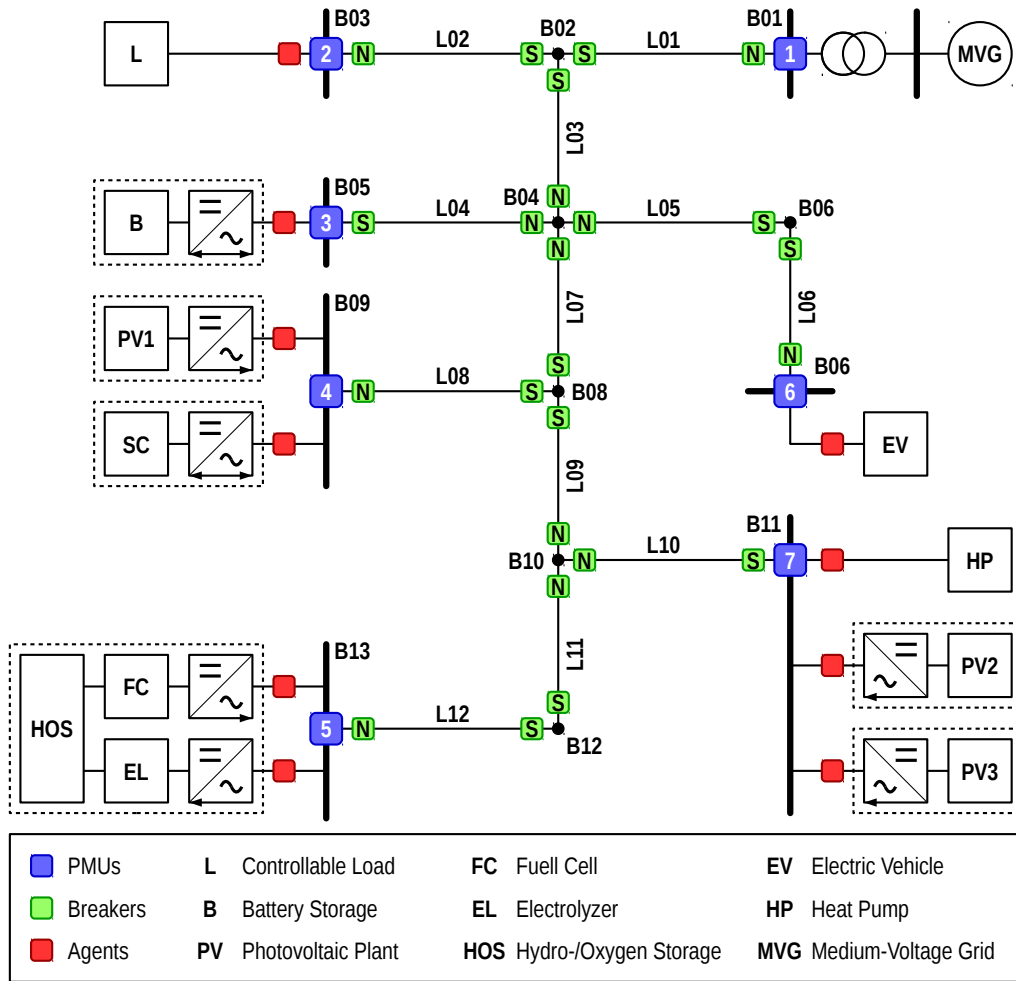 B03 B02 B01
L02 L01
L 2 N S S N 1 MVG
S
L03
B05 N
L04 B04 L05 B06
B 3 S N N S
N S
B09 L07 L06
PV1
S N
L08 B08 B06
4 N S 6
S
SC EV
L09
B11
N
B10 L10
N S 7 HP
N
B13 L11
FC PV2
HOS S
L12
5 N S
B12
EL PV3
PMUs L Controllable Load FC Fuell Cell EV Electric Vehicle
Breakers B Battery Storage EL Electrolyzer HP Heat Pump
Agents PV Photovoltaic Plant HOS Hydro-/Oxygen Storage MVG Medium-Voltage Grid